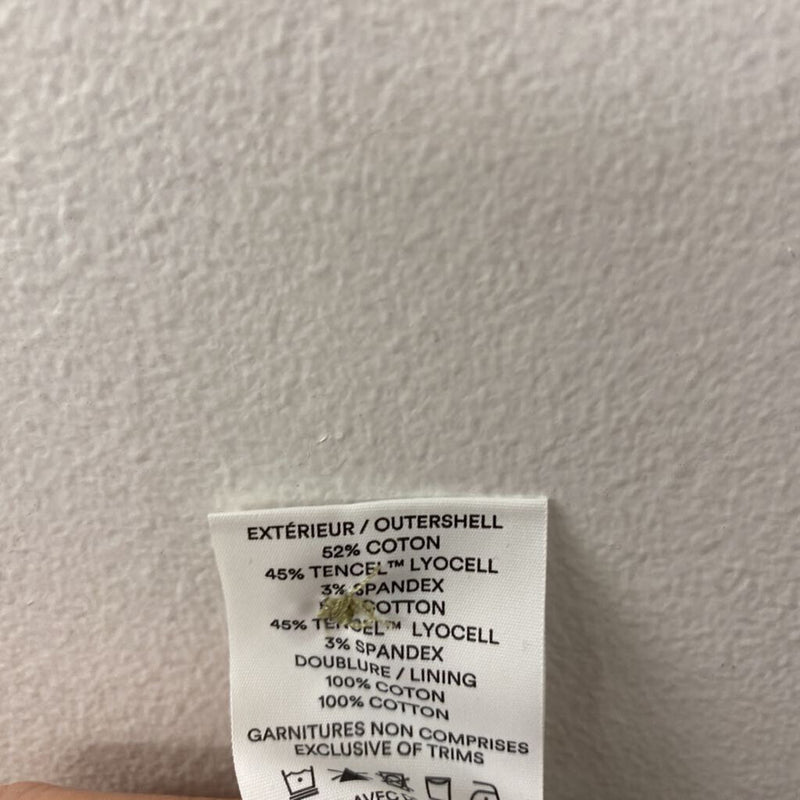 EXTÉRIEUR / OUTERSHELL
52% COTON
45% TENCEL™ LYOCELL
3% SPANDEX
COTTON
45% TENCEL™ LYOCELL
3% SPANDEX
DOUBLURE / LINING
100% COTON
100% COTTON
GARNITURES NON COMPRISES
EXCLUSIVE OF TRIMS
AVEC